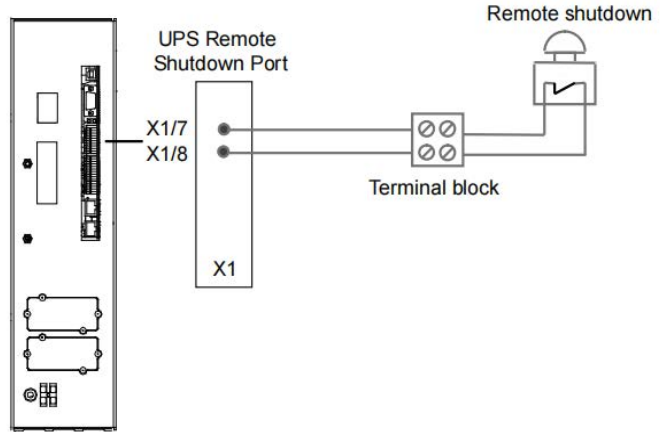 Remote shutdown
UPS Remote
Shutdown Port
X1/7
X1/8
Terminal block
X1